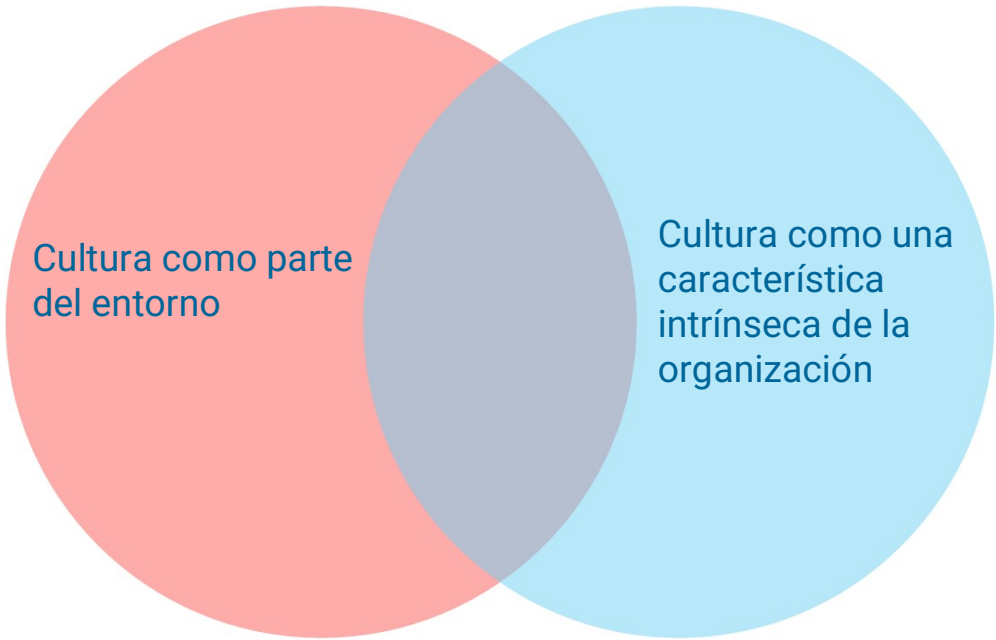 Cultura como parte
del entorno
Cultura como una
característica
intrínseca de la
organización